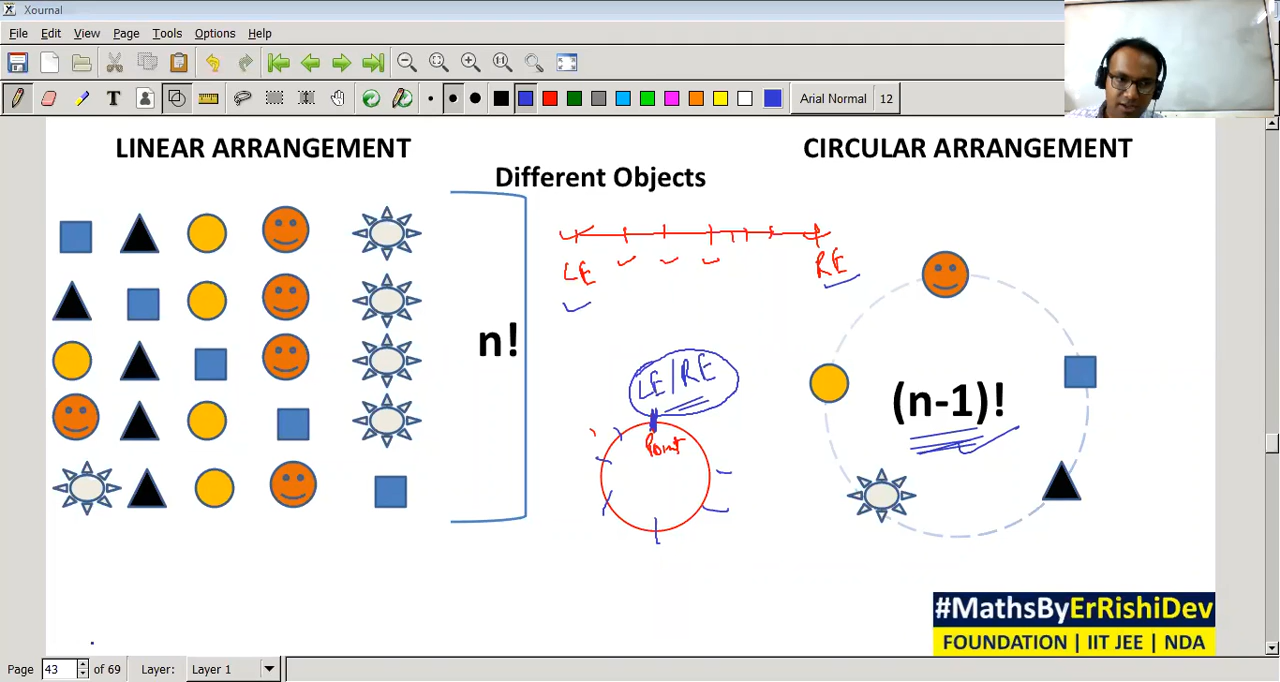 Xournal
File Edit View Page Tools Options Help
Arial Normal 12
LINEAR ARRANGEMENT
CIRCULAR ARRANGEMENT
Different Objects
LE
RE
n!
LE/RE
Point
(n-1)!
#MathsByErRishiDev
FOUNDATION | IIT JEE | NDA
Page 43 of 69 Layer: Layer 1